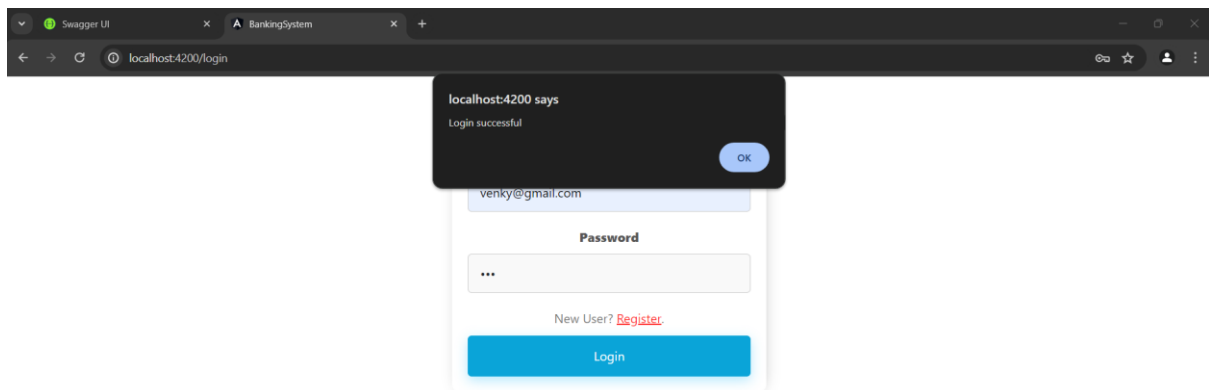 Swagger UI
BankingSystem
localhost:4200/login
localhost:4200 says
Login successful
OK
venky@gmail.com
Password
•••
New User? Register.
Login